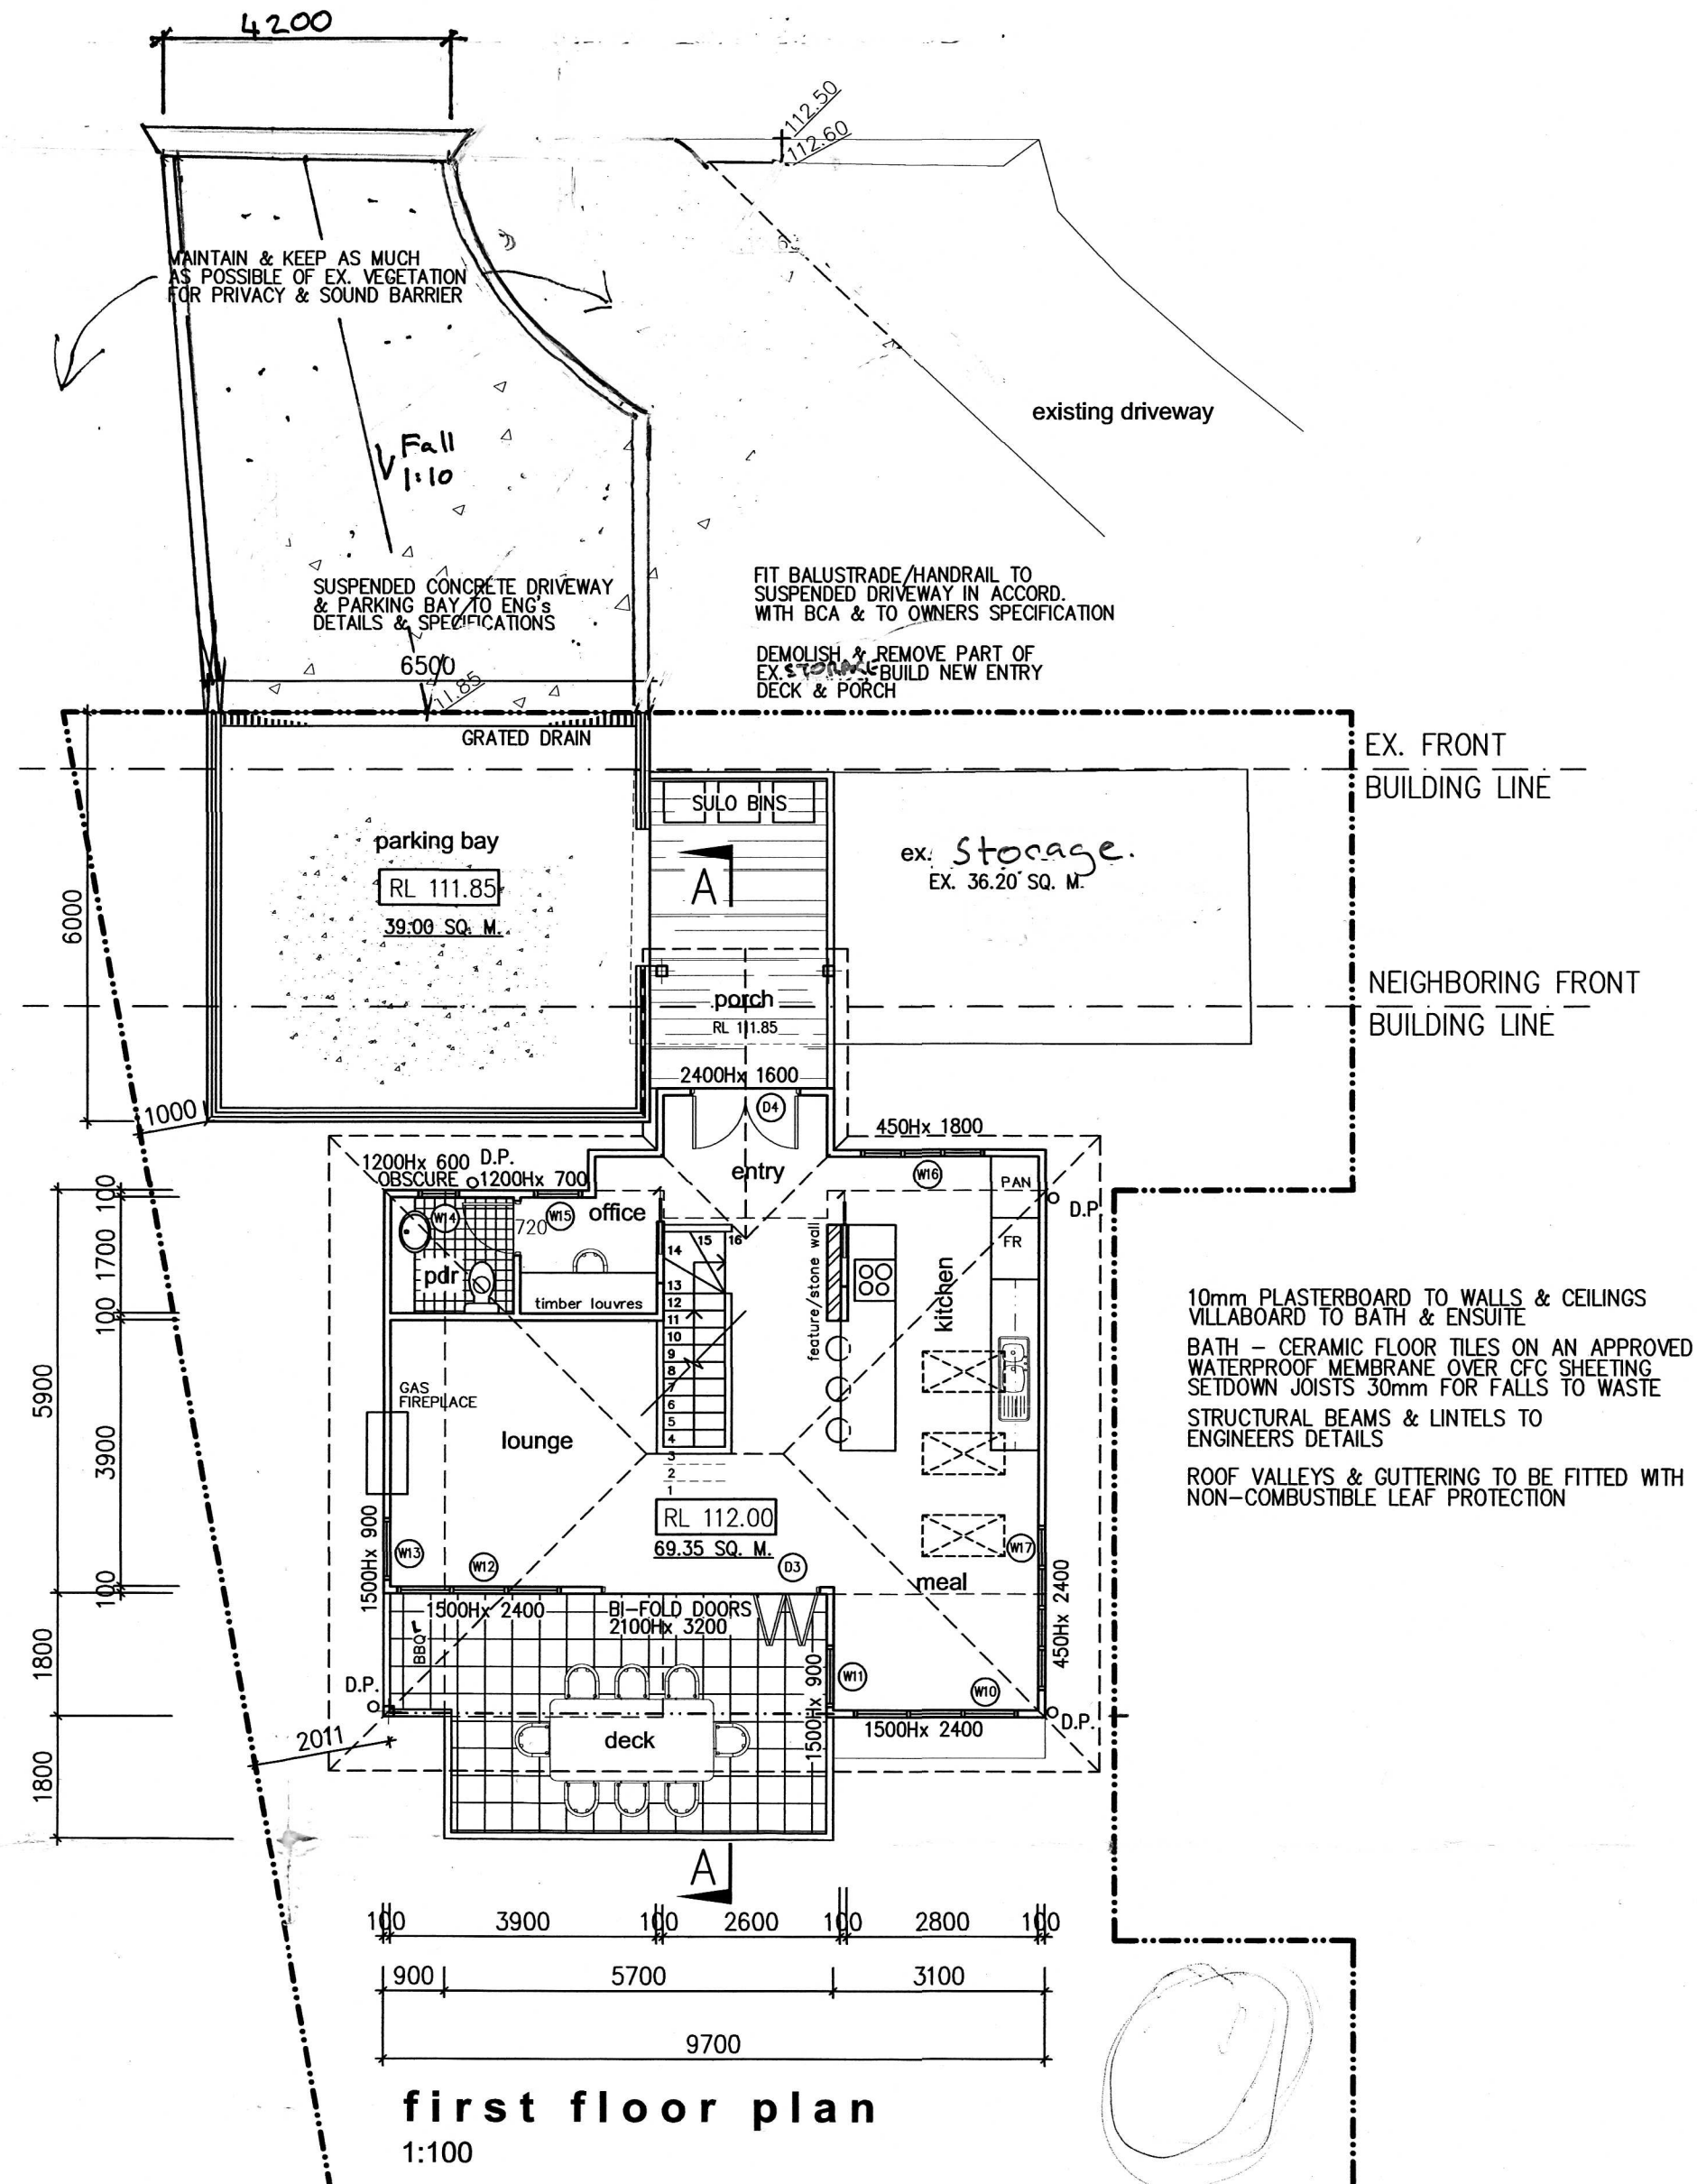 4200
112.50
112.60
MAINTAIN & KEEP AS MUCH
AS POSSIBLE OF EX. VEGETATION
FOR PRIVACY & SOUND BARRIER
existing driveway
Fall
1:10
SUSPENDED CONCRETE DRIVEWAY
& PARKING BAY TO ENG's
DETAILS & SPECIFICATIONS
FIT BALUSTRADE/HANDRAIL TO
SUSPENDED DRIVEWAY IN ACCORD.
WITH BCA & TO OWNERS SPECIFICATION
DEMOLISH & REMOVE PART OF
EX. STORAGE BUILD NEW ENTRY
DECK & PORCH
6500
11.85
GRATED DRAIN
EX. FRONT
BUILDING LINE
SULO BINS
parking bay
RL 111.85
39.00 SQ. M.
A
ex. Storage.
EX. 36.20 SQ. M.
6000
NEIGHBORING FRONT
BUILDING LINE
porch
RL 111.85
2400Hx 1600
D4
1000
450Hx 1800
1200Hx 600 D.P.
OBSCURE 1200Hx 700
entry
W16
PAN
D.P.
W14
720
W15
office
FR
pdr
timber louvres
feature/stone wall
kitchen
16
15
14
13
12
11
10
9
8
7
6
5
4
3
2
1
100
1700
100
5900
3900
100
1800
1800
GAS
FIREPLACE
lounge
RL 112.00
69.35 SQ. M.
10mm PLASTERBOARD TO WALLS & CEILINGS
VILLABOARD TO BATH & ENSUITE
BATH - CERAMIC FLOOR TILES ON AN APPROVED
WATERPROOF MEMBRANE OVER CFC SHEETING
SETDOWN JOISTS 30mm FOR FALLS TO WASTE
STRUCTURAL BEAMS & LINTELS TO
ENGINEERS DETAILS
ROOF VALLEYS & GUTTERING TO BE FITTED WITH
NON-COMBUSTIBLE LEAF PROTECTION
1500Hx 900
W13
W12
D3
W17
meal
450Hx 2400
1500Hx 2400
BI-FOLD DOORS
2100Hx 3200
BBQ
1500Hx 900
W11
W10
D.P.
D.P.
1500Hx 2400
deck
2011
A
100 3900 100 2600 100 2800 100
900 5700 3100
9700
first floor plan
1:100